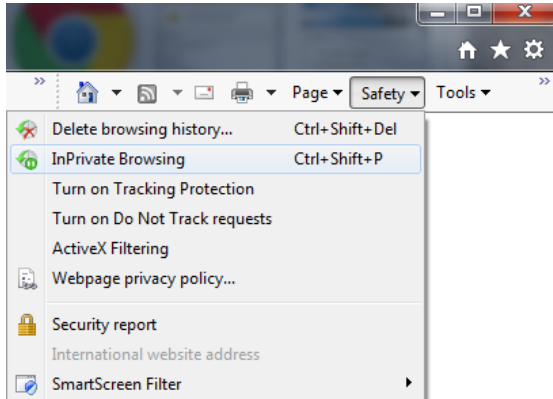 Page Safety Tools
Delete browsing history... Ctrl+Shift+Del
InPrivate Browsing Ctrl+Shift+P
Turn on Tracking Protection
Turn on Do Not Track requests
ActiveX Filtering
Webpage privacy policy...
Security report
International website address
SmartScreen Filter